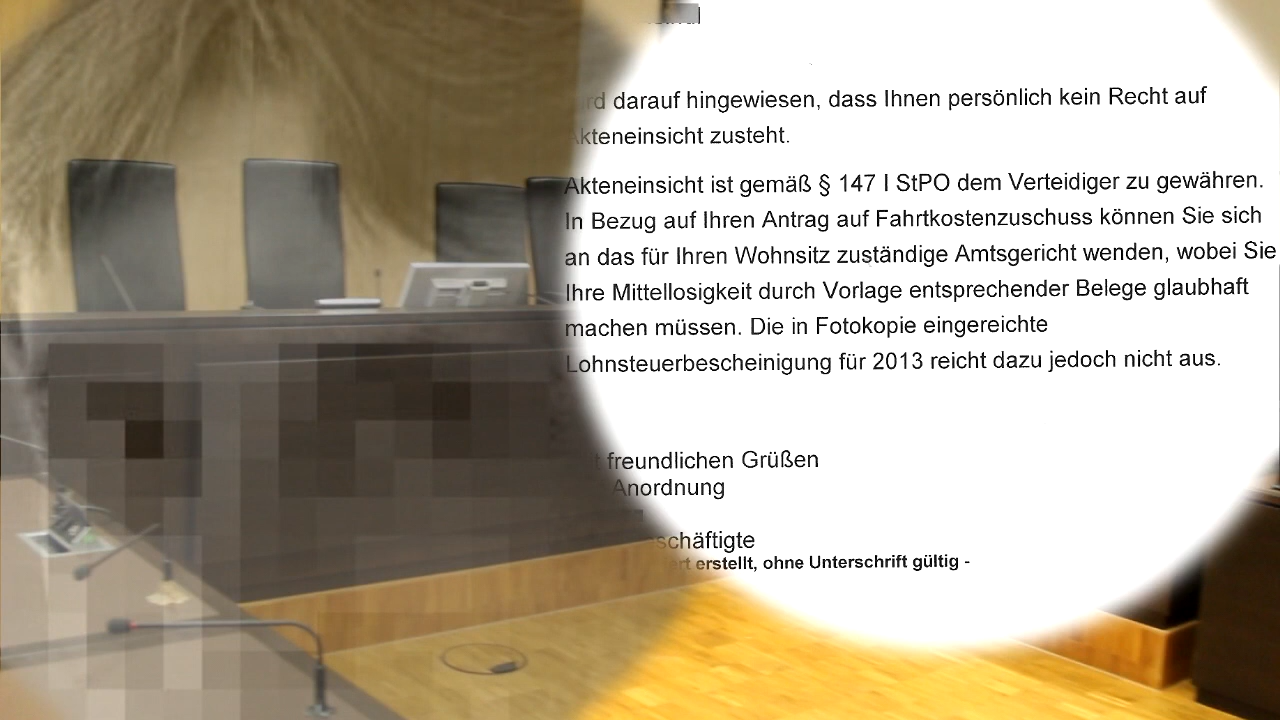 darauf hingewiesen, dass Ihnen persönlich kein Recht auf
Akteneinsicht zusteht.
Akteneinsicht ist gemäß § 147 I StPO dem Verteidiger zu gewähren.
In Bezug auf Ihren Antrag auf Fahrtkostenzuschuss können Sie sich
an das für Ihren Wohnsitz zuständige Amtsgericht wenden, wobei Sie
Ihre Mittellosigkeit durch Vorlage entsprechender Belege glaubhaft
machen müssen. Die in Fotokopie eingereichte
Lohnsteuerbescheinigung für 2013 reicht dazu jedoch nicht aus.
freundlichen Grüßen
Anordnung
erstellt, ohne Unterschrift gültig -